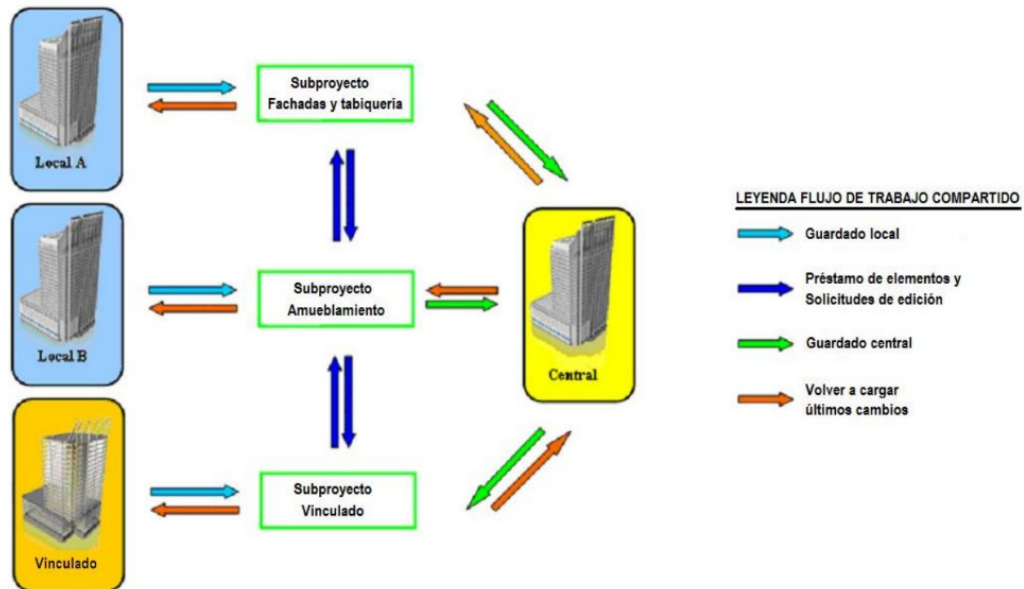 Local A
Subproyecto
Fachadas y tabiquería
Local B
Subproyecto
Amueblamiento
Vinculado
Subproyecto
Vinculado
Central
LEYENDA FLUJO DE TRABAJO COMPARTIDO
Guardado local
Préstamo de elementos y
Solicitudes de edición
Guardado central
Volver a cargar
últimos cambios